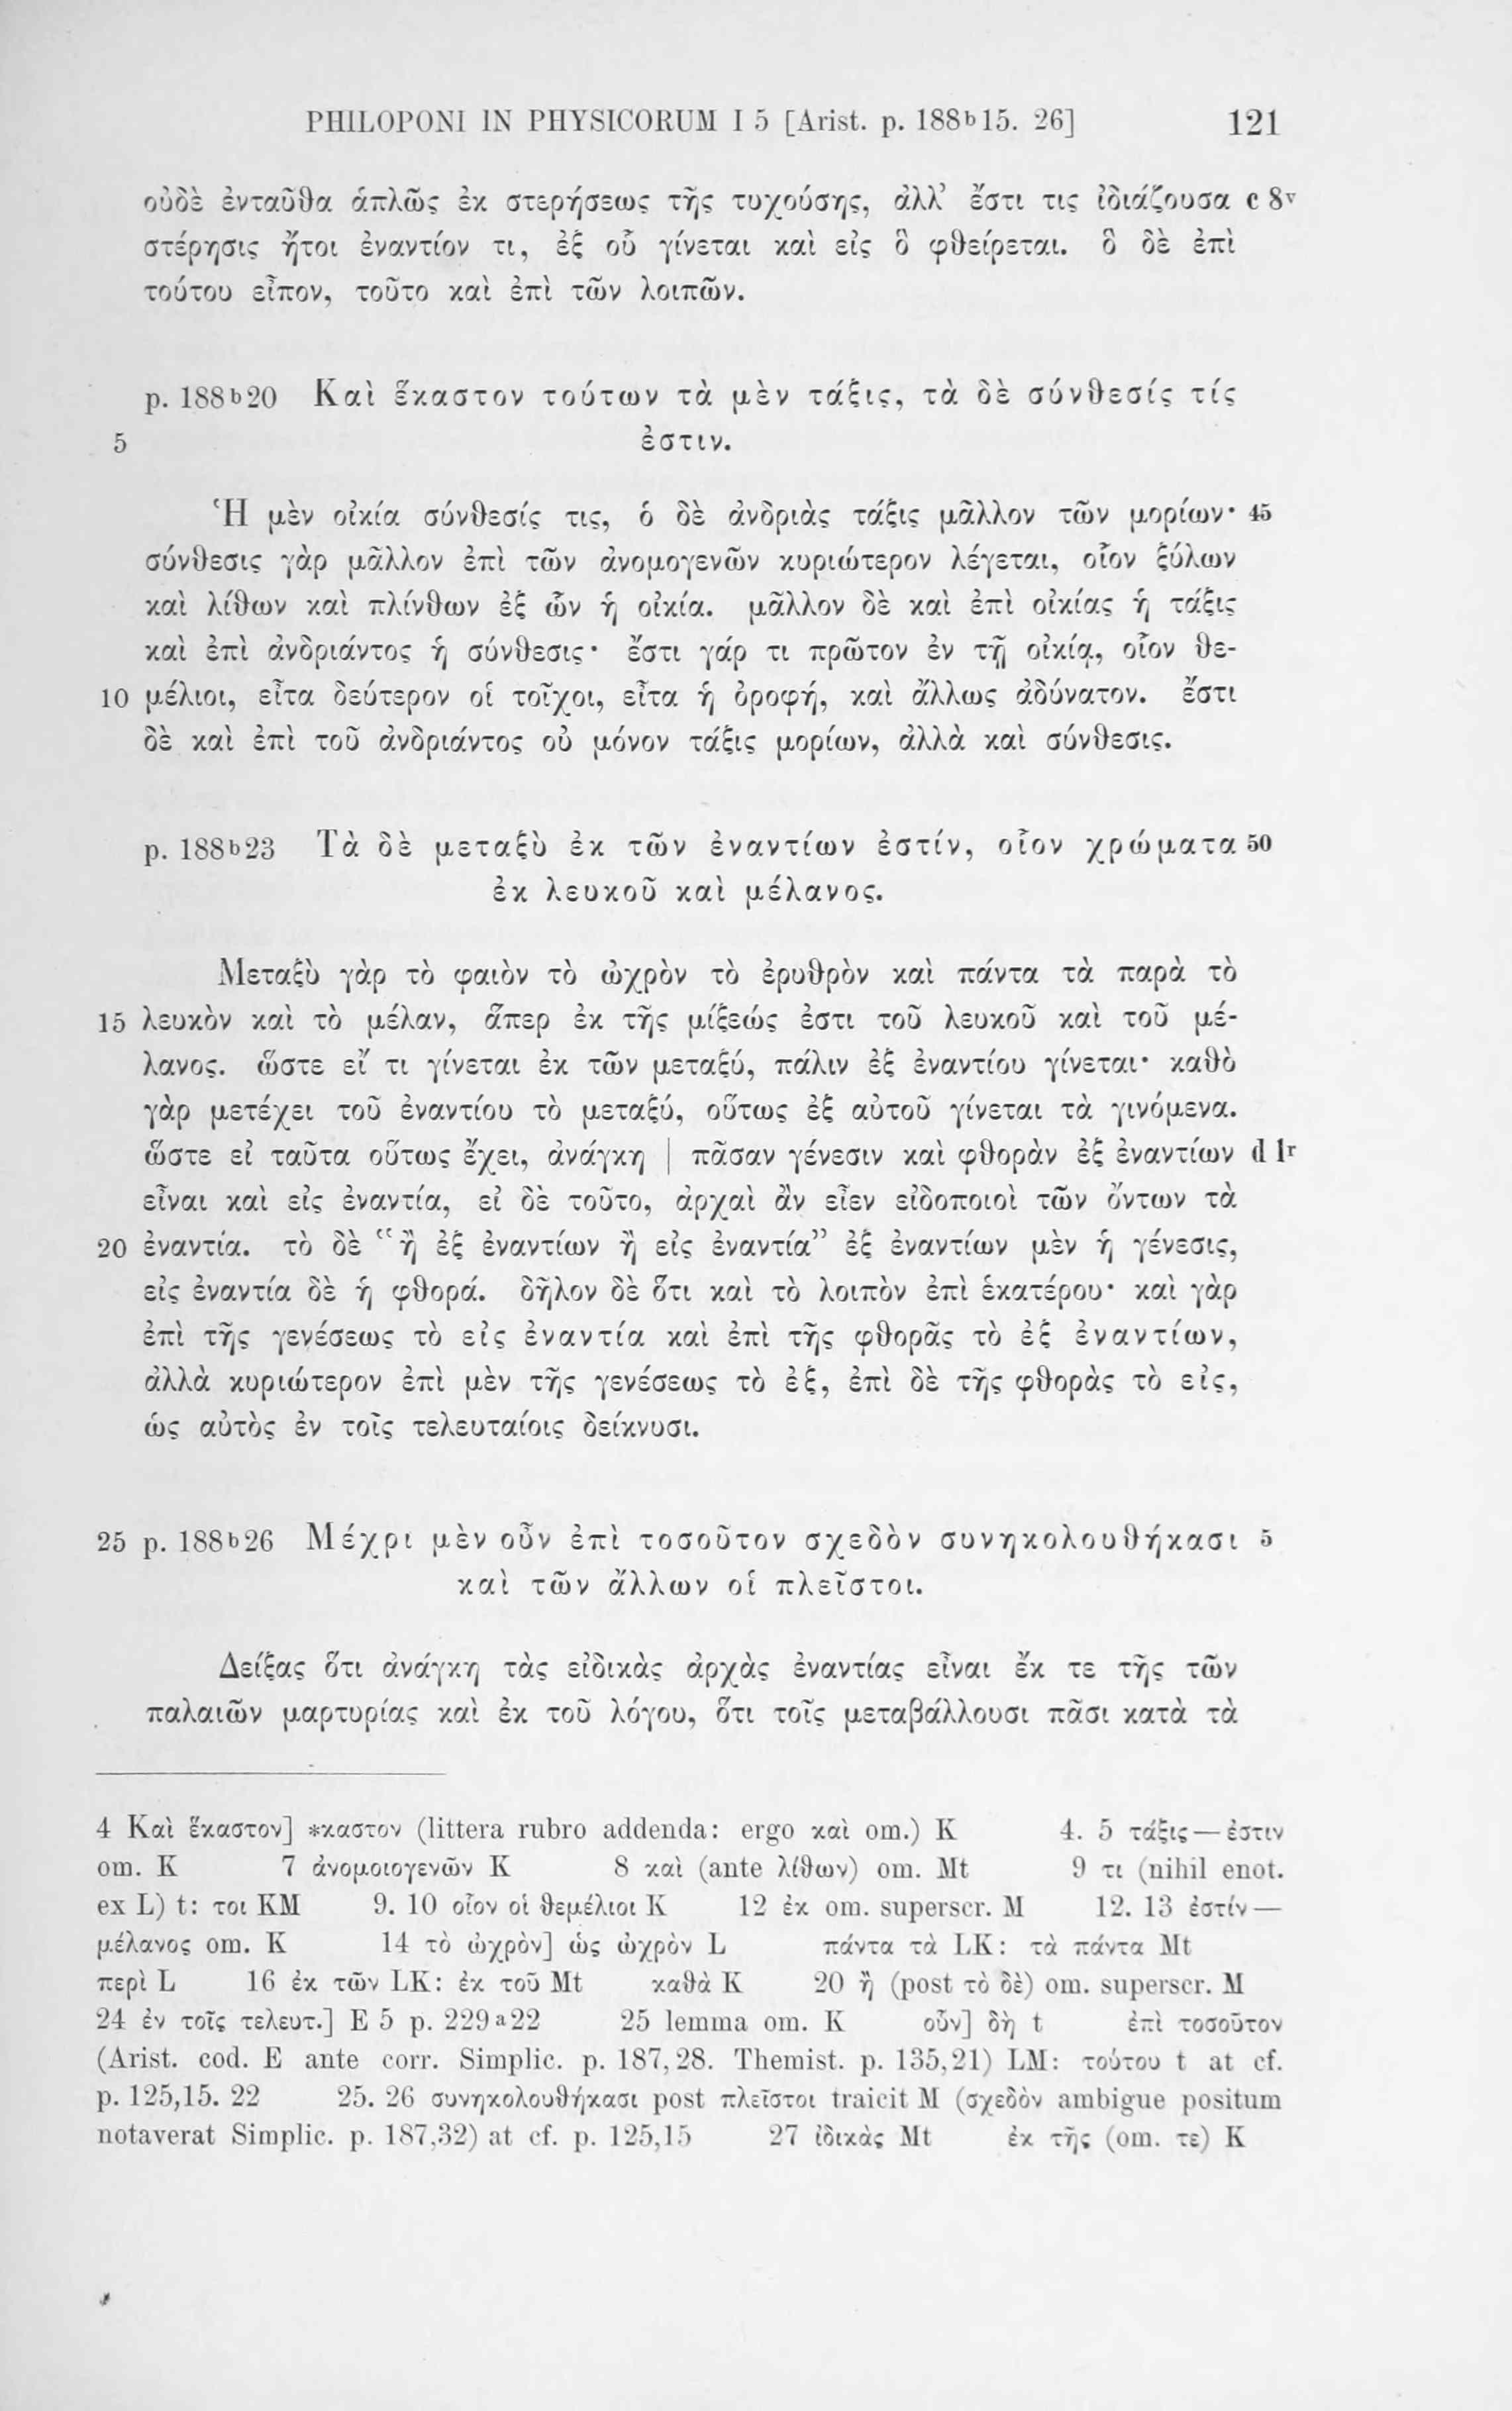 PHILOPONI IN PHYSICORUM I 5 [Arist. p. 188b15. 26] 121
οὐδὲ ἐνταῦθα ἁπλῶς ἐκ στερήσεως τῆς τυχούσης, ἀλλ’ ἔστι τις ἰδιάζουσα c 8v
στέρησις ἤτοι ἐναντίον τι, ἐξ οὗ γίνεται καὶ εἰς ὃ φθείρεται. ὃ δὲ ἐπὶ
τούτου εἶπον, τοῦτο καὶ ἐπὶ τῶν λοιπῶν.
p. 188b20 Καὶ ἕκαστον τούτων τὰ μὲν τάξις, τὰ δὲ σύνθεσίς τίς
5 ἐστιν.
Ἡ μὲν οἰκία σύνθεσίς τις, ὁ δὲ ἀνδριὰς τάξις μᾶλλον τῶν μορίων· 45
σύνθεσις γὰρ μᾶλλον ἐπὶ τῶν ἀνομογενῶν κυριώτερον λέγεται, οἷον ξύλων
καὶ λίθων καὶ πλίνθων ἐξ ὧν ἡ οἰκία. μᾶλλον δὲ καὶ ἐπὶ οἰκίας ἡ τάξις
καὶ ἐπὶ ἀνδριάντος ἡ σύνθεσις· ἔστι γάρ τι πρῶτον ἐν τῇ οἰκίᾳ, οἷον θε-
10 μέλιοι, εἶτα δεύτερον οἱ τοῖχοι, εἶτα ἡ ὀροφή, καὶ ἄλλως ἀδύνατον. ἔστι
δὲ καὶ ἐπὶ τοῦ ἀνδριάντος οὐ μόνον τάξις μορίων, ἀλλὰ καὶ σύνθεσις.
p. 188b23 Τὰ δὲ μεταξὺ ἐκ τῶν ἐναντίων ἐστίν, οἷον χρώματα 50
ἐκ λευκοῦ καὶ μέλανος.
Μεταξὺ γὰρ τὸ φαιὸν τὸ ὠχρὸν τὸ ἐρυθρὸν καὶ πάντα τὰ παρὰ τὸ
15 λευκὸν καὶ τὸ μέλαν, ἅπερ ἐκ τῆς μίξεώς ἐστι τοῦ λευκοῦ καὶ τοῦ μέ-
λανος. ὥστε εἴ τι γίνεται ἐκ τῶν μεταξύ, πάλιν ἐξ ἐναντίου γίνεται· καθὸ
γὰρ μετέχει τοῦ ἐναντίου τὸ μεταξύ, οὕτως ἐξ αὐτοῦ γίνεται τὰ γινόμενα.
ὥστε εἰ ταῦτα οὕτως ἔχει, ἀνάγκη | πᾶσαν γένεσιν καὶ φθορὰν ἐξ ἐναντίων d 1r
εἶναι καὶ εἰς ἐναντία, εἰ δὲ τοῦτο, ἀρχαὶ ἂν εἶεν εἰδοποιοὶ τῶν ὄντων τὰ
20 ἐναντία. τὸ δὲ “ἢ ἐξ ἐναντίων ἢ εἰς ἐναντία” ἐξ ἐναντίων μὲν ἡ γένεσις,
εἰς ἐναντία δὲ ἡ φθορά. δῆλον δὲ ὅτι καὶ τὸ λοιπὸν ἐπὶ ἑκατέρου· καὶ γὰρ
ἐπὶ τῆς γενέσεως τὸ εἰς ἐναντία καὶ ἐπὶ τῆς φθορᾶς τὸ ἐξ ἐναντίων,
ἀλλὰ κυριώτερον ἐπὶ μὲν τῆς γενέσεως τὸ ἐξ, ἐπὶ δὲ τῆς φθορὰς τὸ εἰς,
ὡς αὐτὸς ἐν τοῖς τελευταίοις δείκνυσι.
25 p. 188b26 Μέχρι μὲν οὖν ἐπὶ τοσοῦτον σχεδὸν συνηκολουθήκασι 5
καὶ τῶν ἄλλων οἱ πλεῖστοι.
Δείξας ὅτι ἀνάγκη τὰς εἰδικὰς ἀρχὰς ἐναντίας εἶναι ἔκ τε τῆς τῶν
παλαιῶν μαρτυρίας καὶ ἐκ τοῦ λόγου, ὅτι τοῖς μεταβάλλουσι πᾶσι κατὰ τὰ
4 Καὶ ἕκαστον] *καστον (littera rubro addenda: ergo καὶ om.) K 4. 5 τάξις — ἐστιν
om. K 7 ἀνομοιογενῶν K 8 καὶ (ante λίθων) om. Mt 9 τι (nihil enot.
ex L) t: τοι KM 9. 10 οἷον οἱ θεμέλιοι K 12 ἐκ om. superscr. M 12. 13 ἐστίν —
μέλανος om. K 14 τὸ ὠχρὸν] ὡς ὠχρὸν L πάντα τὰ LK: τὰ πάντα Mt
περὶ L 16 ἐκ τῶν LK: ἐκ τοῦ Mt καθὰ K 20 ἢ (post τὸ δὲ) om. superscr. M
24 ἐν τοῖς τελευτ.] E 5 p. 229a22 25 lemma om. K οὖν] δὴ t ἐπὶ τοσοῦτον
(Arist. cod. E ante corr. Simplic. p. 187,28. Themist. p. 135,21) LM: τούτου t at cf.
p. 125,15. 22 25. 26 συνηκολουθήκασι post πλεῖστοι traicit M (σχεδὸν ambigue positum
notaverat Simplic. p. 187,32) at cf. p. 125,15 27 ἰδικὰς Mt ἐκ τῆς (om. τε) K